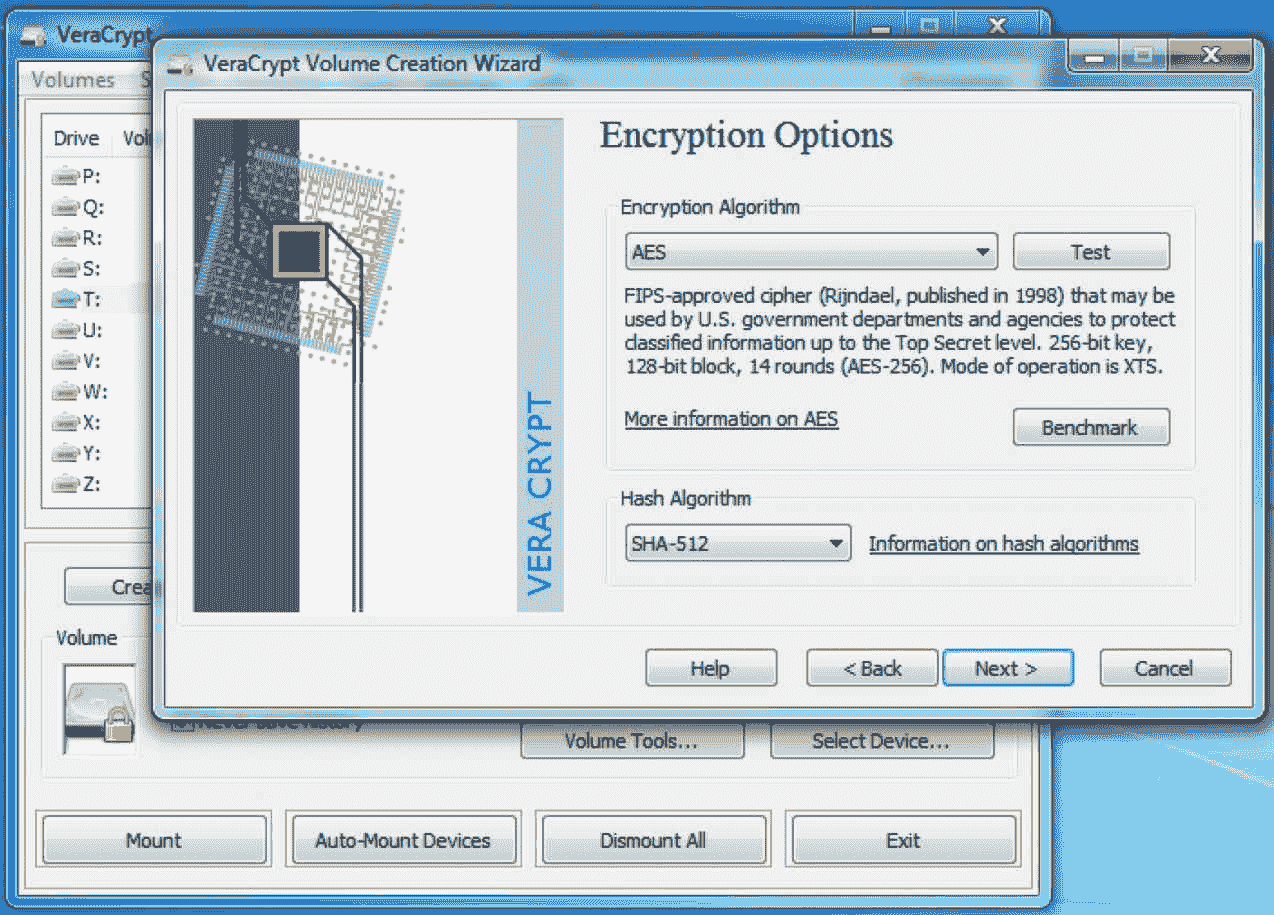 VeraCrypt
Volumes
Drive
P:
Q:
R:
S:
T:
U:
V:
W:
X:
Y:
Z:
Volume
Never save history
Volume Tools...
Select Device...
Mount
Auto-Mount Devices
Dismount All
Exit
VeraCrypt Volume Creation Wizard
VERA CRYPT
Encryption Options
Encryption Algorithm
AES
Test
FIPS-approved cipher (Rijndael, published in 1998) that may be
used by U.S. government departments and agencies to protect
classified information up to the Top Secret level. 256-bit key,
128-bit block, 14 rounds (AES-256). Mode of operation is XTS.
More information on AES
Benchmark
Hash Algorithm
SHA-512
Information on hash algorithms
Help
< Back
Next >
Cancel